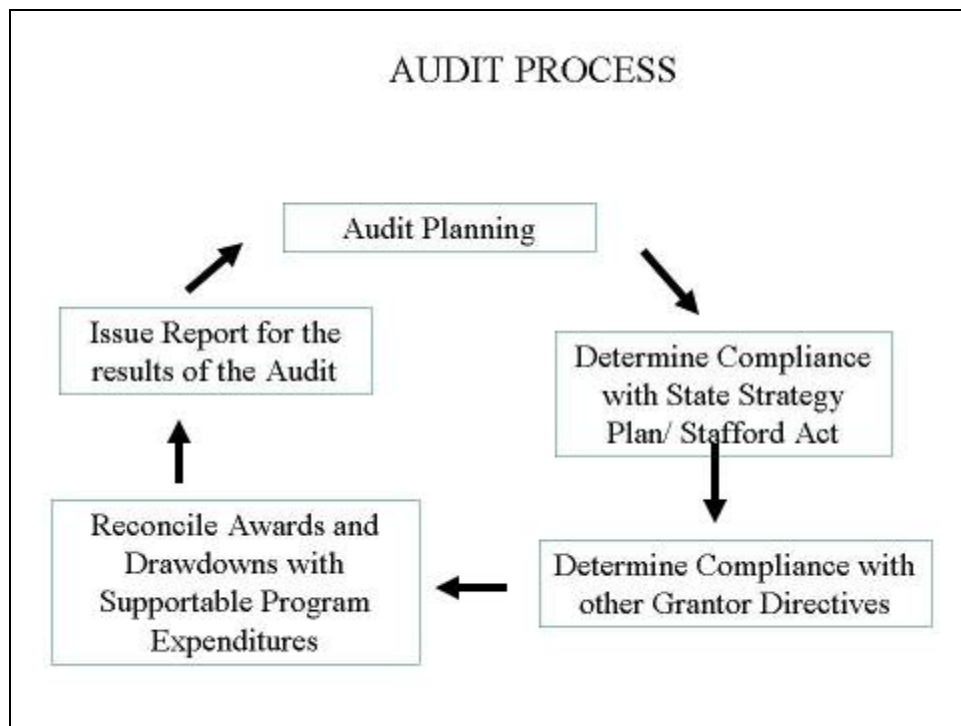 AUDIT PROCESS
Audit Planning
Determine Compliance
with State Strategy
Plan/ Stafford Act
Determine Compliance with
other Grantor Directives
Reconcile Awards and
Drawdowns with
Supportable Program
Expenditures
Issue Report for the
results of the Audit